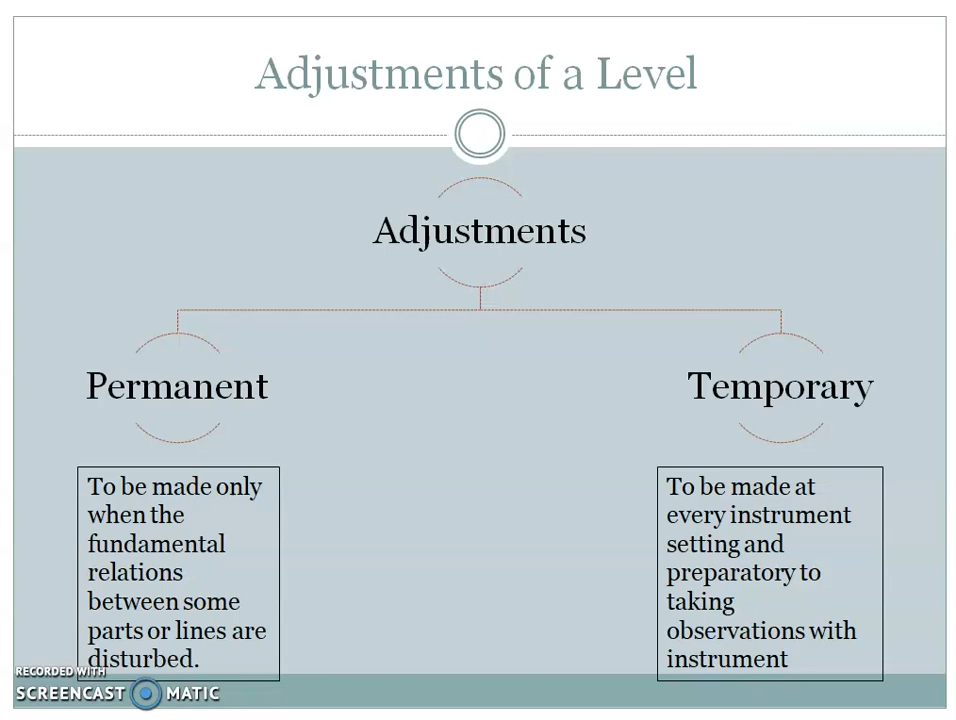 Adjustments of a Level
Adjustments
Permanent
Temporary
To be made only
when the
fundamental
relations
between some
parts or lines are
disturbed.
To be made at
every instrument
setting and
preparatory to
taking
observations with
instrument
RECORDED WITH
SCREENCAST MATIC